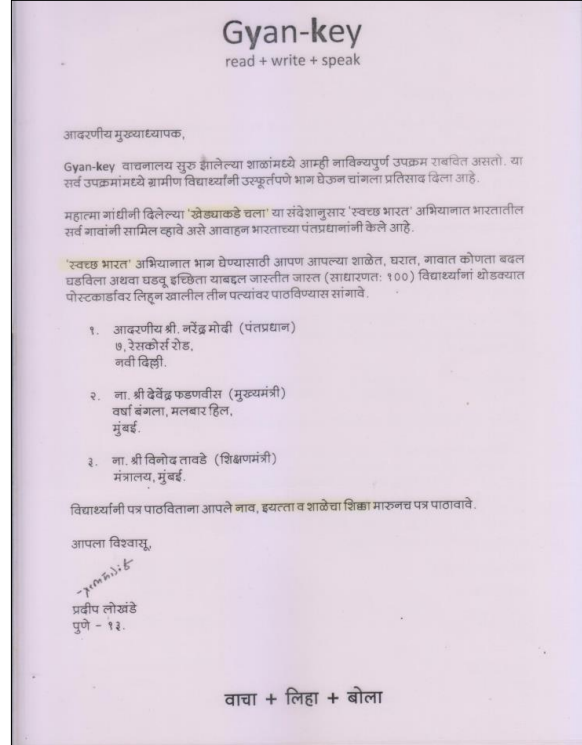 Gyan-key
read + write + speak
आदरणीय मुख्याध्यापक,
Gyan-key वाचनालय सुरु झालेल्या शाळांमध्ये आम्ही नाविन्यपुर्ण उपक्रम राबवित असतो. या
सर्व उपक्रमांमध्ये ग्रामीण विद्यार्थ्यांनी उस्फूर्तपणे भाग घेऊन चांगला प्रतिसाद दिला आहे.
महात्मा गांधीनी दिलेल्या 'खेड्याकडे चला' या संदेशानुसार 'स्वच्छ भारत' अभियानात भारतातील
सर्व गावांनी सामिल व्हावे असे आवाहन भारताच्या पंतप्रधानांनी केले आहे.
'स्वच्छ भारत' अभियानात भाग घेण्यासाठी आपण आपल्या शाळेत, घरात, गावात कोणता बदल
घडविला अथवा घडवू इच्छिता याबद्दल जास्तीत जास्त (साधारणत: १००) विद्यार्थ्यांनां थोडक्यात
पोस्टकार्डावर लिहून खालील तीन पत्यांवर पाठविण्यास सांगावे.
१. आदरणीय श्री. नरेंद्र मोदी (पंतप्रधान)
७, रेसकोर्स रोड,
नवी दिल्ली.
२. ना. श्री देवेंद्र फडणवीस (मुख्यमंत्री)
वर्षा बंगला, मलबार हिल,
मुंबई.
३. ना. श्री विनोद तावडे (शिक्षणमंत्री)
मंत्रालय, मुंबई.
विद्यार्थ्यांनी पत्र पाठविताना आपले नाव, इयत्ता व शाळेचा शिक्का मारुनच पत्र पाठावावे.
आपला विश्वासू,
प्रदीप लोखंडे
पुणे - १३.
वाचा + लिहा + बोला